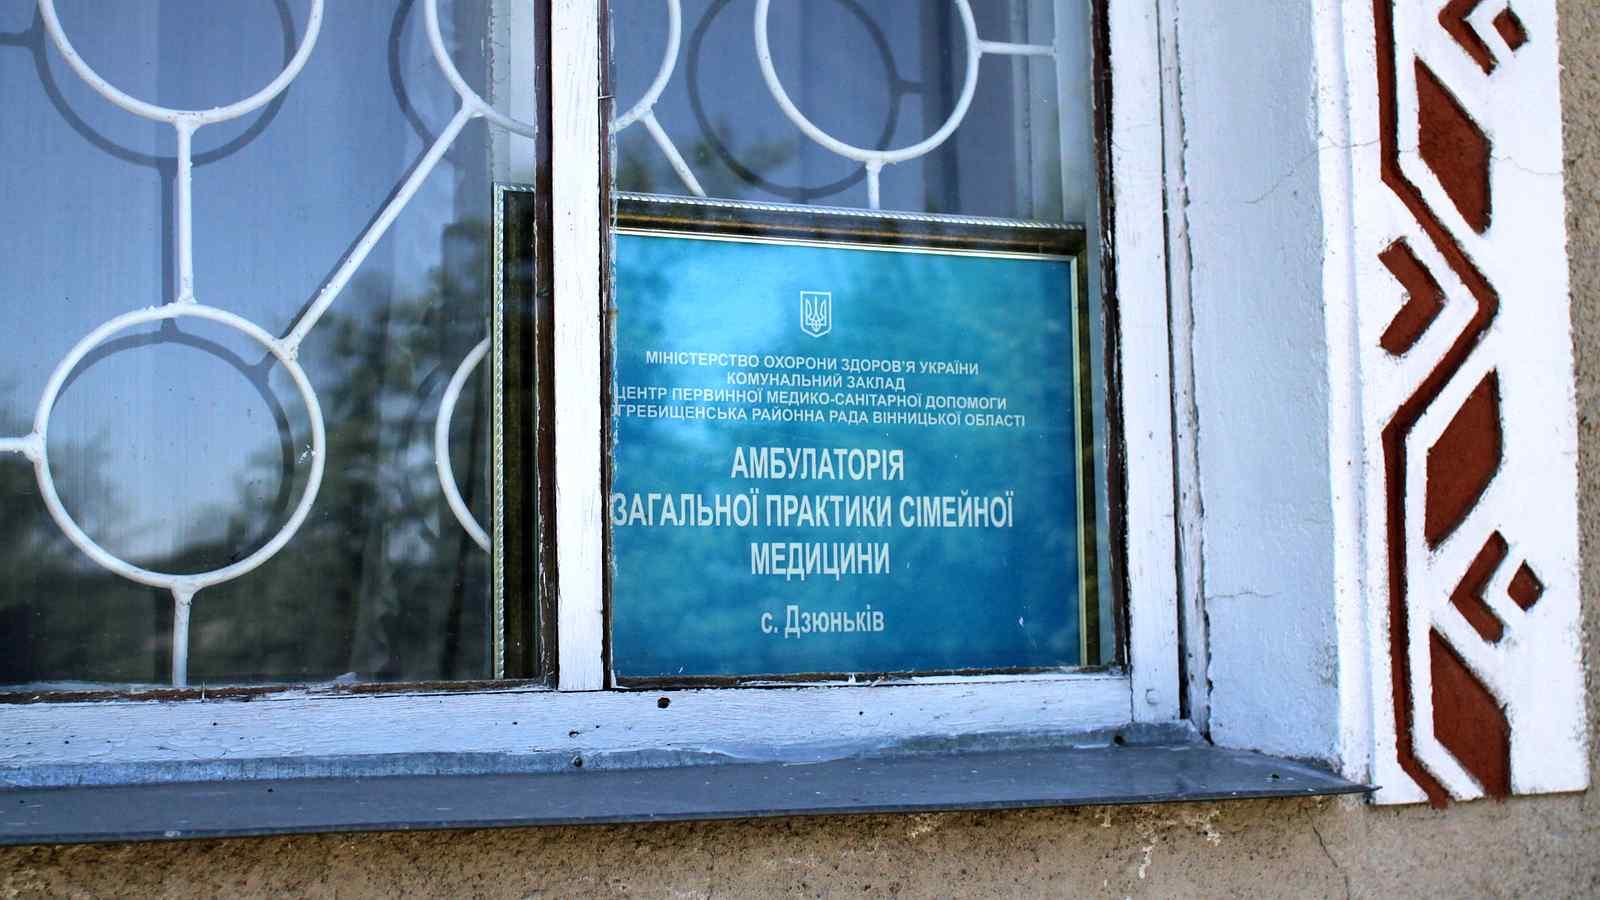 МІНІСТЕРСТВО ОХОРОНИ ЗДОРОВ'Я УКРАЇНИ
КОМУНАЛЬНИЙ ЗАКЛАД
ЦЕНТР ПЕРВИННОЇ МЕДИКО-САНІТАРНОЇ ДОПОМОГИ
РАЙОННА РАДА ВІННИЦЬКОЇ ОБЛАСТІ
АМБУЛАТОРІЯ
ЗАГАЛЬНОЇ ПРАКТИКИ СІМЕЙНОЇ
МЕДИЦИНИ
с. Дзюньків